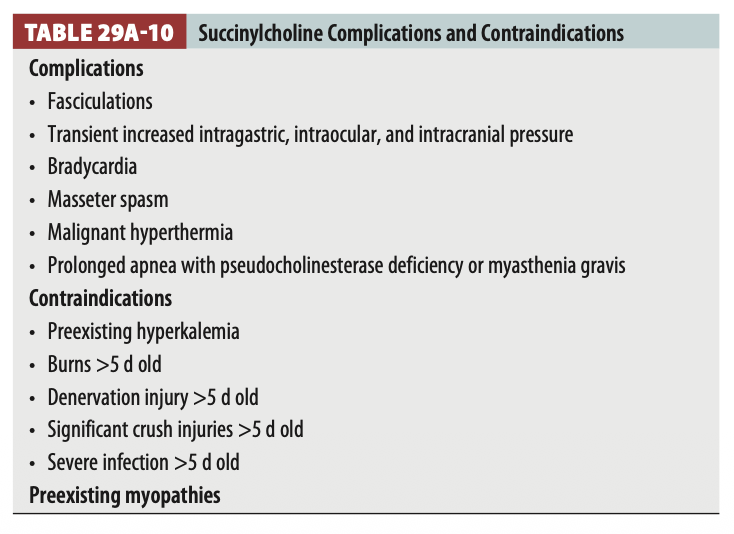 TABLE 29A-10 Succinylcholine Complications and Contraindications
Complications
• Fasciculations
• Transient increased intragastric, intraocular, and intracranial pressure
• Bradycardia
• Masseter spasm
• Malignant hyperthermia
• Prolonged apnea with pseudocholinesterase deficiency or myasthenia gravis
Contraindications
• Preexisting hyperkalemia
• Burns >5 d old
• Denervation injury >5 d old
• Significant crush injuries >5 d old
• Severe infection >5 d old
Preexisting myopathies